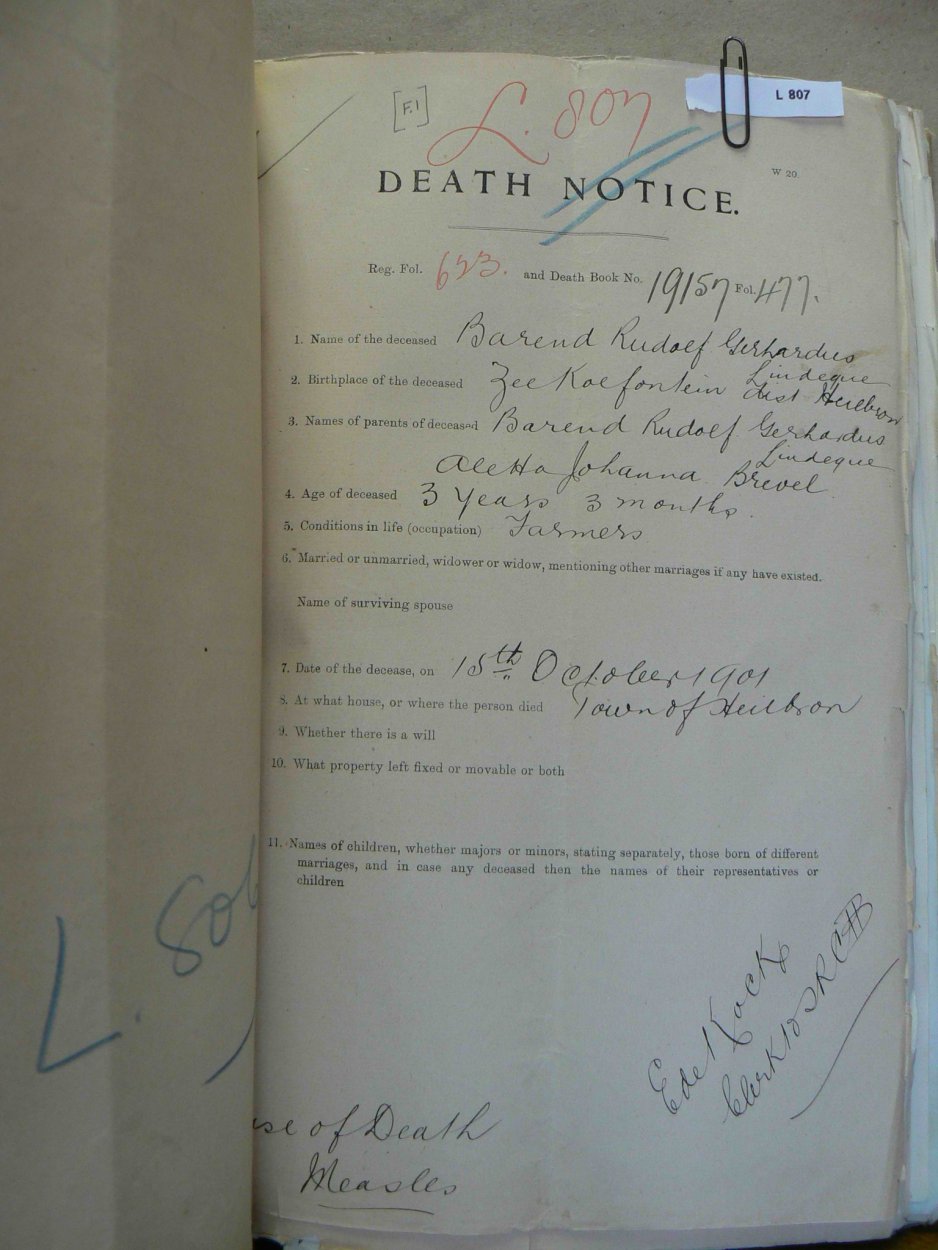 [F.1]
L. 807
L 807
W 20.
DEATH NOTICE.
Reg. Fol. 623. and Death Book No. 19157 Fol. 477.
1. Name of the deceased Barend Rudolf Gerhardus
Lindeque
2. Birthplace of the deceased Zeekoefontein dist Heilbron
3. Names of parents of deceased Barend Rudolf Gerhardus
Lindeque
Aletta Johanna Brevel
4. Age of deceased 3 Years 3 months.
5. Conditions in life (occupation) Farmers
6. Married or unmarried, widower or widow, mentioning other marriages if any have existed.
Name of surviving spouse
7. Date of the decease, on 15th October 1901
8. At what house, or where the person died Town of Heilbron
9. Whether there is a will
10. What property left fixed or movable or both
11. Names of children, whether majors or minors, stating separately, those born of different
marriages, and in case any deceased then the names of their representatives or
children
E de Kock
Clerk to S R C HB
se of Death
Measles
L. 806